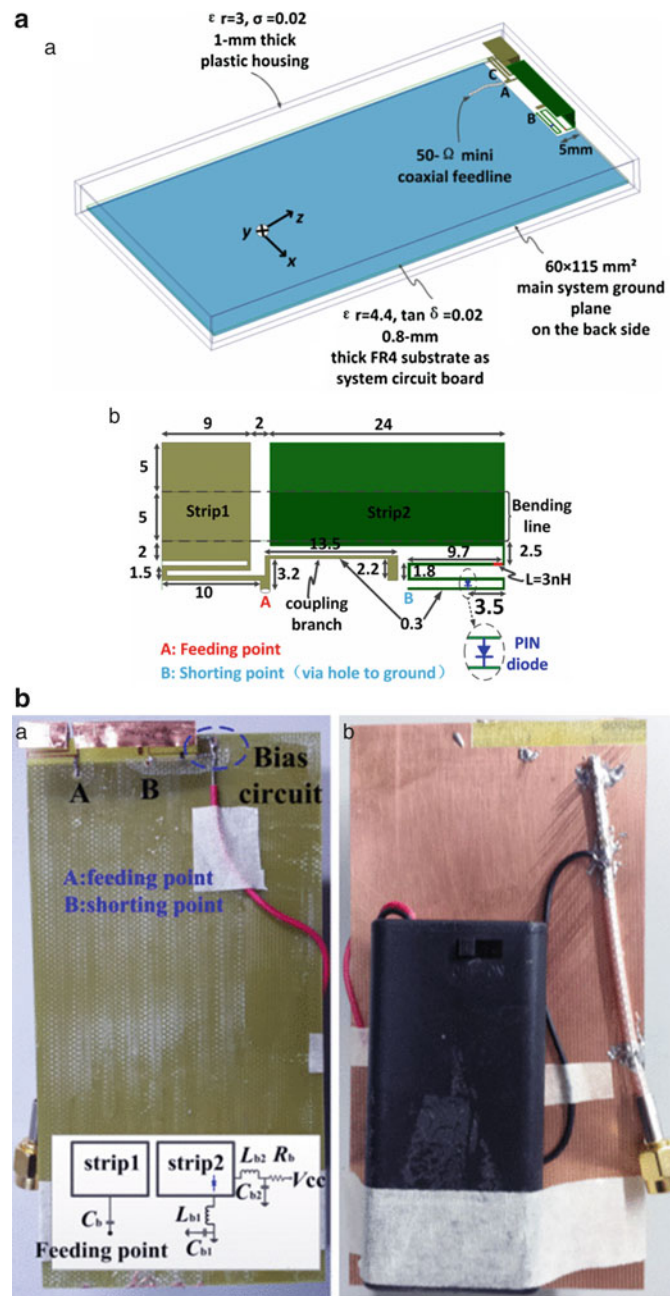 a
a
ε r=3, σ =0.02
1-mm thick
plastic housing
C
A
B
5mm
50-Ω mini
coaxial feedline
y
z
x
60×115 mm²
main system ground
plane
on the back side
ε r=4.4, tan δ =0.02
0.8-mm
thick FR4 substrate as
system circuit board
b
9
2
24
5
5
2
1.5
Strip1
Strip2
Bending
line
13.5
9.7
2.5
10
3.2
2.2
1.8
L=3nH
A
B
coupling
branch
0.3
3.5
A: Feeding point
B: Shorting point (via hole to ground)
PIN
diode
b
a
b
A
B
Bias
circuit
A:feeding point
B:shorting point
strip1
strip2
Lb2
Rb
Vcc
Cb2
Cb
Lb1
Cb1
Feeding point